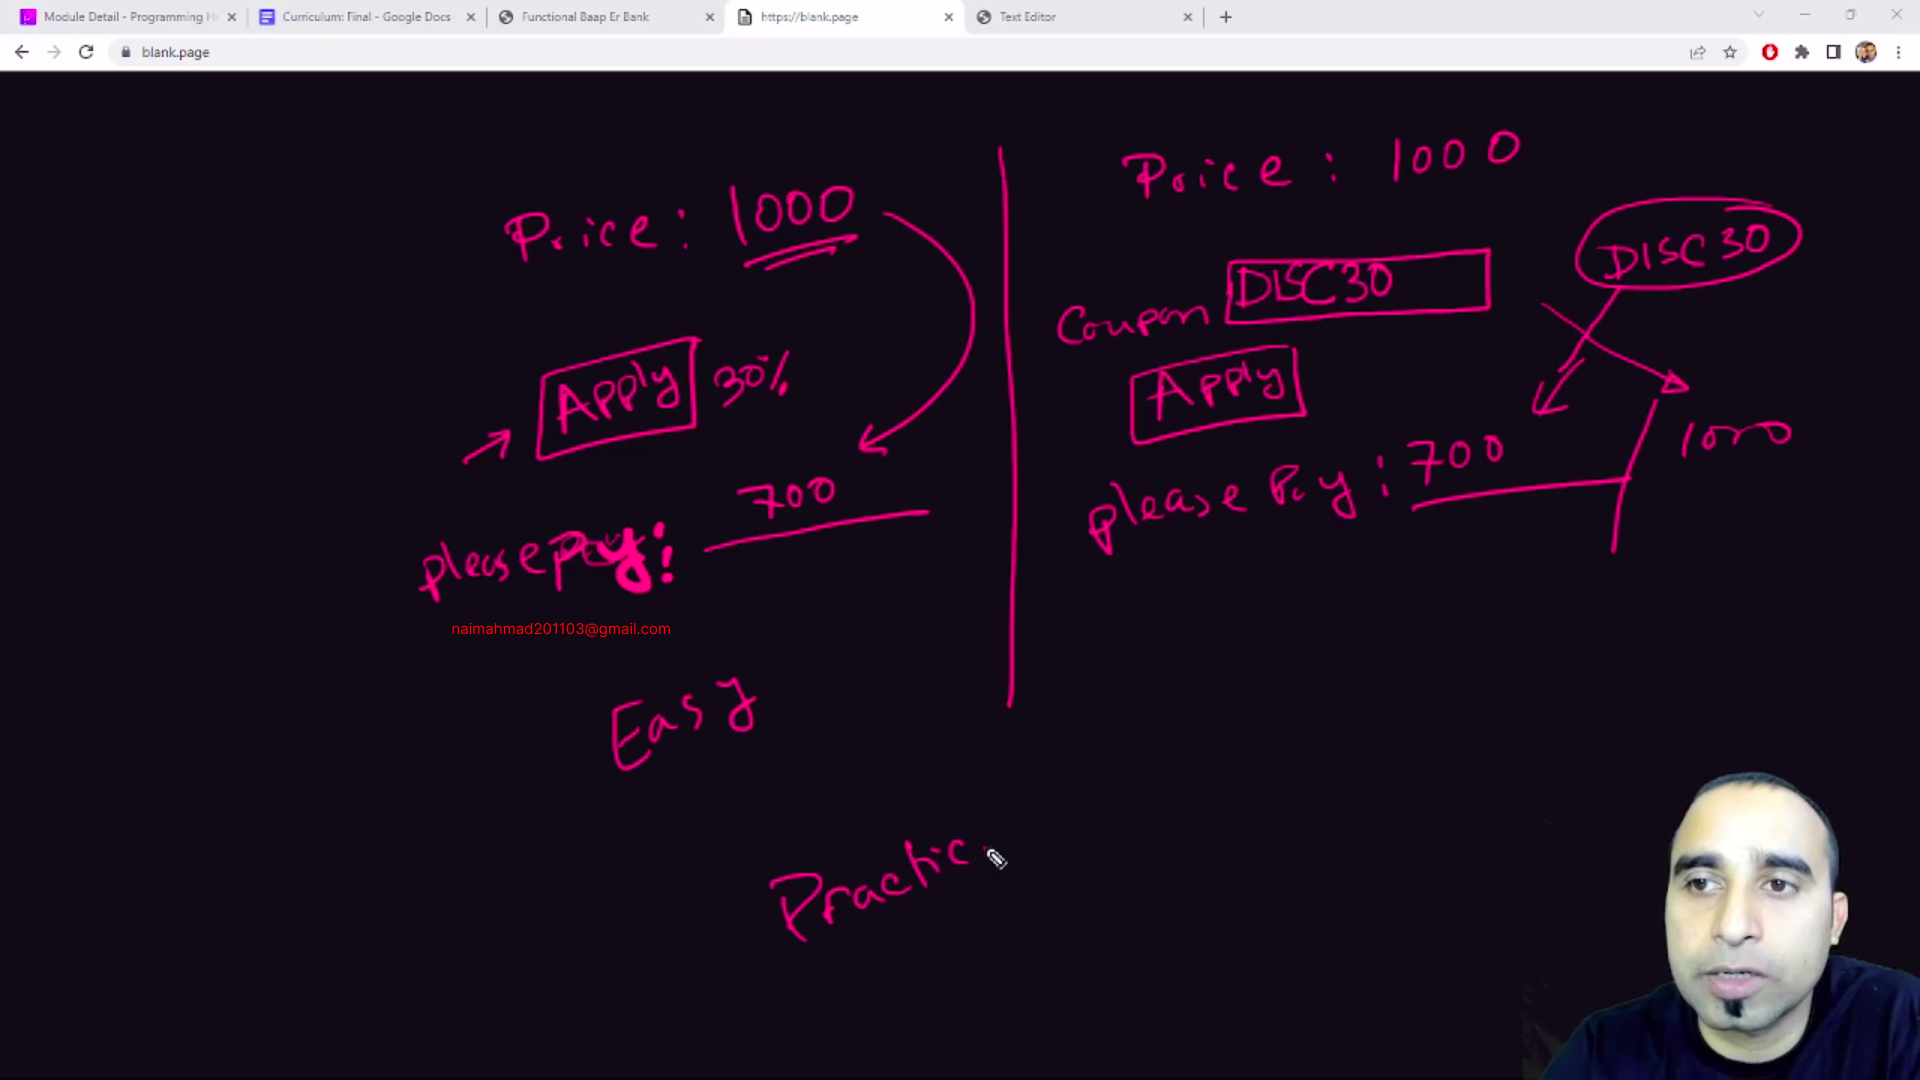 Module Detail - Programming H
Curriculum: Final - Google Docs
Functional Baap Er Bank
https://blank.page
Text Editor
blank.page
Price: 1000
Apply 30%
700
please Pay:
naimahmad201103@gmail.com
Easy
Price: 1000
DISC30
Coupon DISC30
Apply
1000
please Pay: 700
Practic